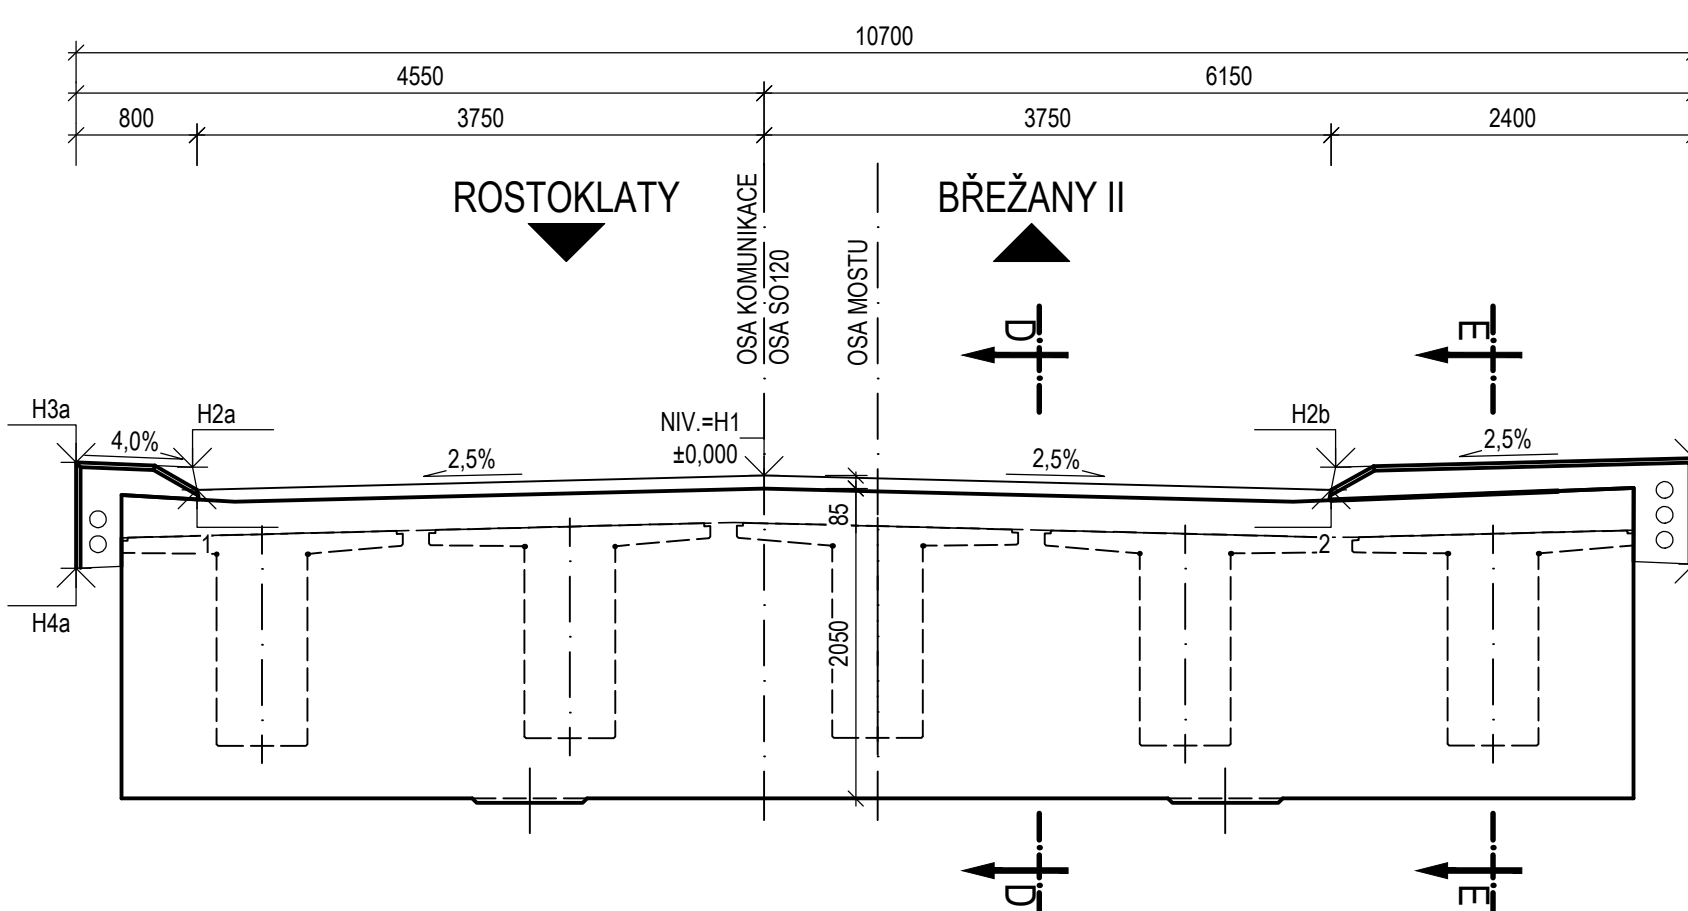 10700
4550
6150
800
3750
3750
2400
ROSTOKLATY
BŘEŽANY II
OSA KOMUNIKACE
OSA SO120
OSA MOSTU
D
E
H3a
H2a
4,0%
2,5%
NIV.=H1
±0,000
2,5%
H2b
2,5%
85
1
2
H4a
2050
D
E